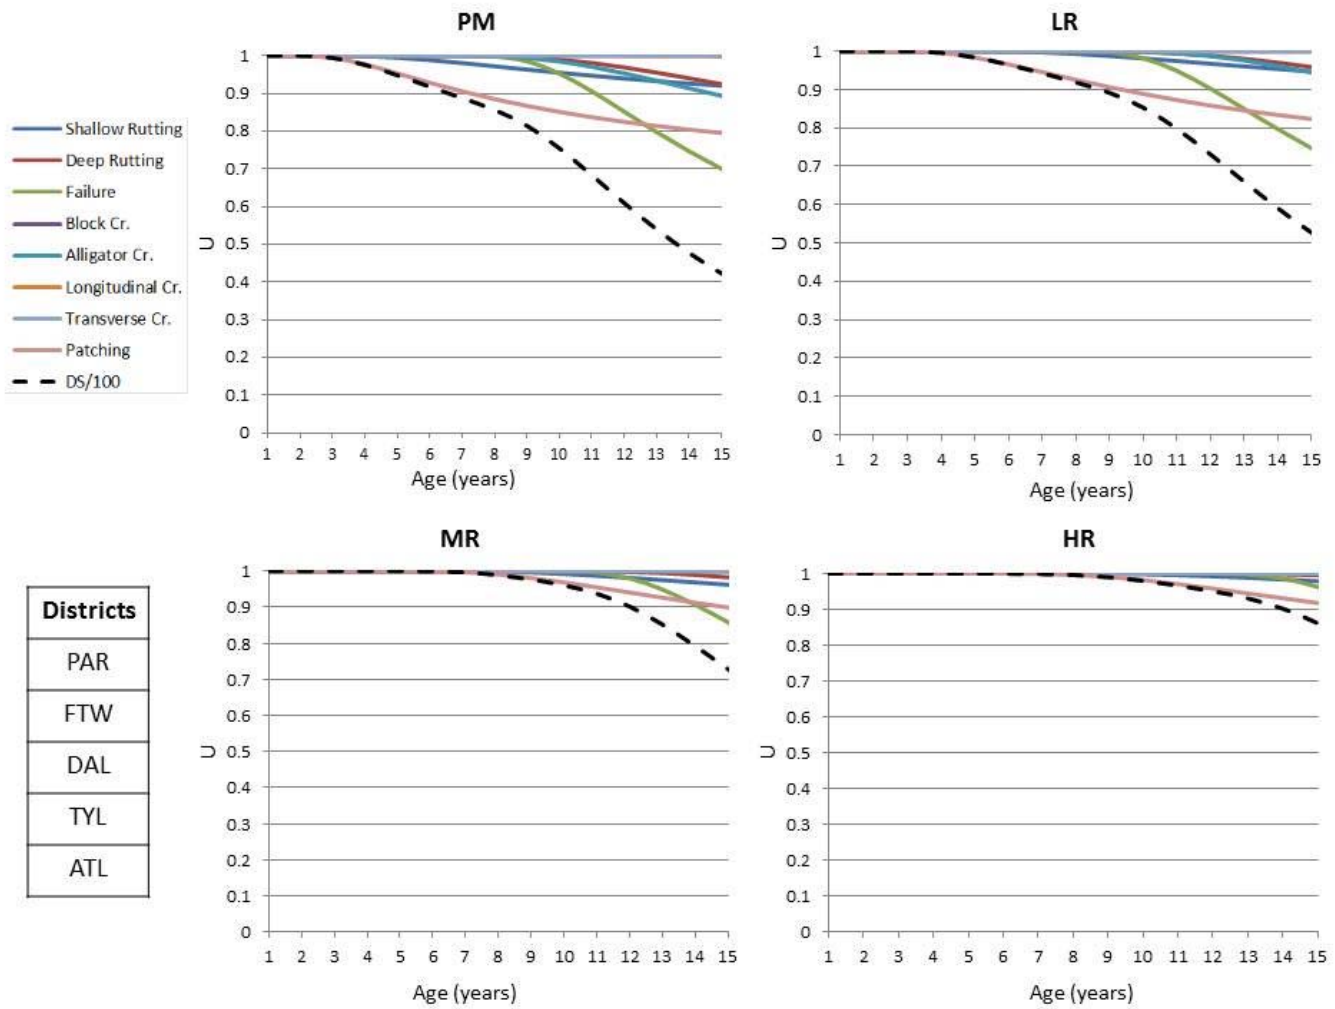 PM
Shallow Rutting
Deep Rutting
Failure
Block Cr.
Alligator Cr.
Longitudinal Cr.
Transverse Cr.
Patching
DS/100
U
1
0.9
0.8
0.7
0.6
0.5
0.4
0.3
0.2
0.1
0
1 2 3 4 5 6 7 8 9 10 11 12 13 14 15
Age (years)
LR
U
1
0.9
0.8
0.7
0.6
0.5
0.4
0.3
0.2
0.1
0
1 2 3 4 5 6 7 8 9 10 11 12 13 14 15
Age (years)
Districts
PAR
FTW
DAL
TYL
ATL
MR
U
1
0.9
0.8
0.7
0.6
0.5
0.4
0.3
0.2
0.1
0
1 2 3 4 5 6 7 8 9 10 11 12 13 14 15
Age (years)
HR
U
1
0.9
0.8
0.7
0.6
0.5
0.4
0.3
0.2
0.1
0
1 2 3 4 5 6 7 8 9 10 11 12 13 14 15
Age (years)